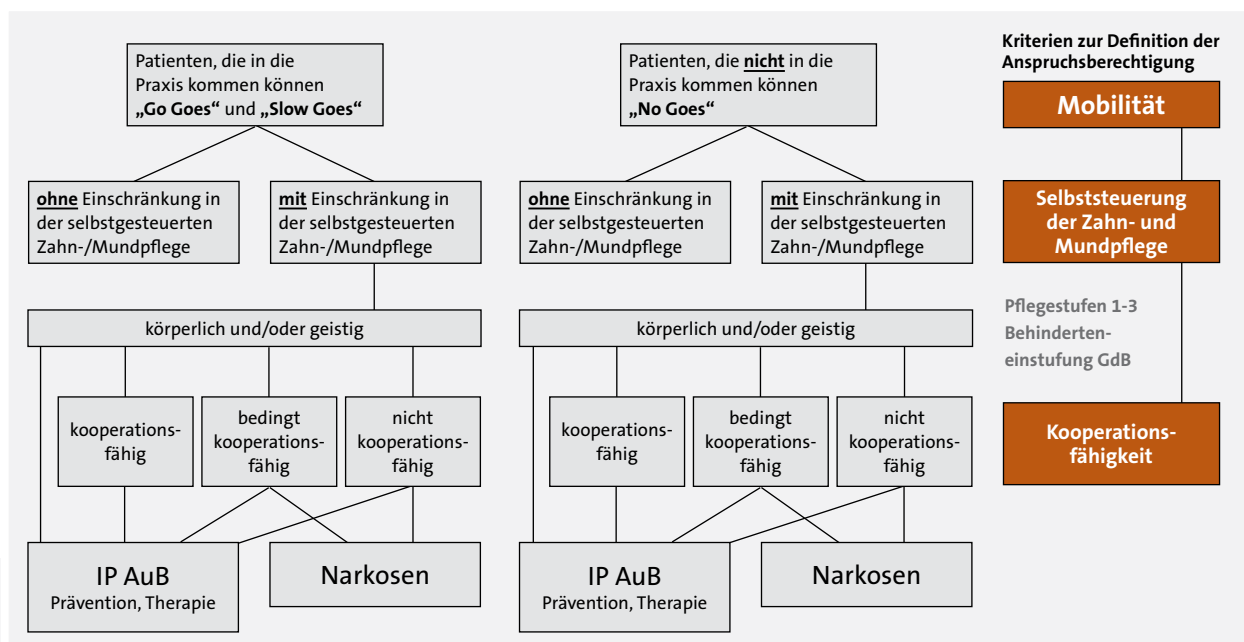 Patienten, die in die
Praxis kommen können
„Go Goes“ und „Slow Goes“
ohne Einschränkung in
der selbstgesteuerten
Zahn-/Mundpflege
mit Einschränkung in
der selbstgesteuerten
Zahn-/Mundpflege
körperlich und/oder geistig
kooperations-
fähig
bedingt
kooperations-
fähig
nicht
kooperations-
fähig
IP AuB
Prävention, Therapie
Narkosen
Patienten, die nicht in die
Praxis kommen können
„No Goes“
ohne Einschränkung in
der selbstgesteuerten
Zahn-/Mundpflege
mit Einschränkung in
der selbstgesteuerten
Zahn-/Mundpflege
körperlich und/oder geistig
kooperations-
fähig
bedingt
kooperations-
fähig
nicht
kooperations-
fähig
IP AuB
Prävention, Therapie
Narkosen
Kriterien zur Definition der
Anspruchsberechtigung
Mobilität
Selbststeuerung
der Zahn- und
Mundpflege
Pflegestufen 1-3
Behinderten-
einstufung GdB
Kooperations-
fähigkeit